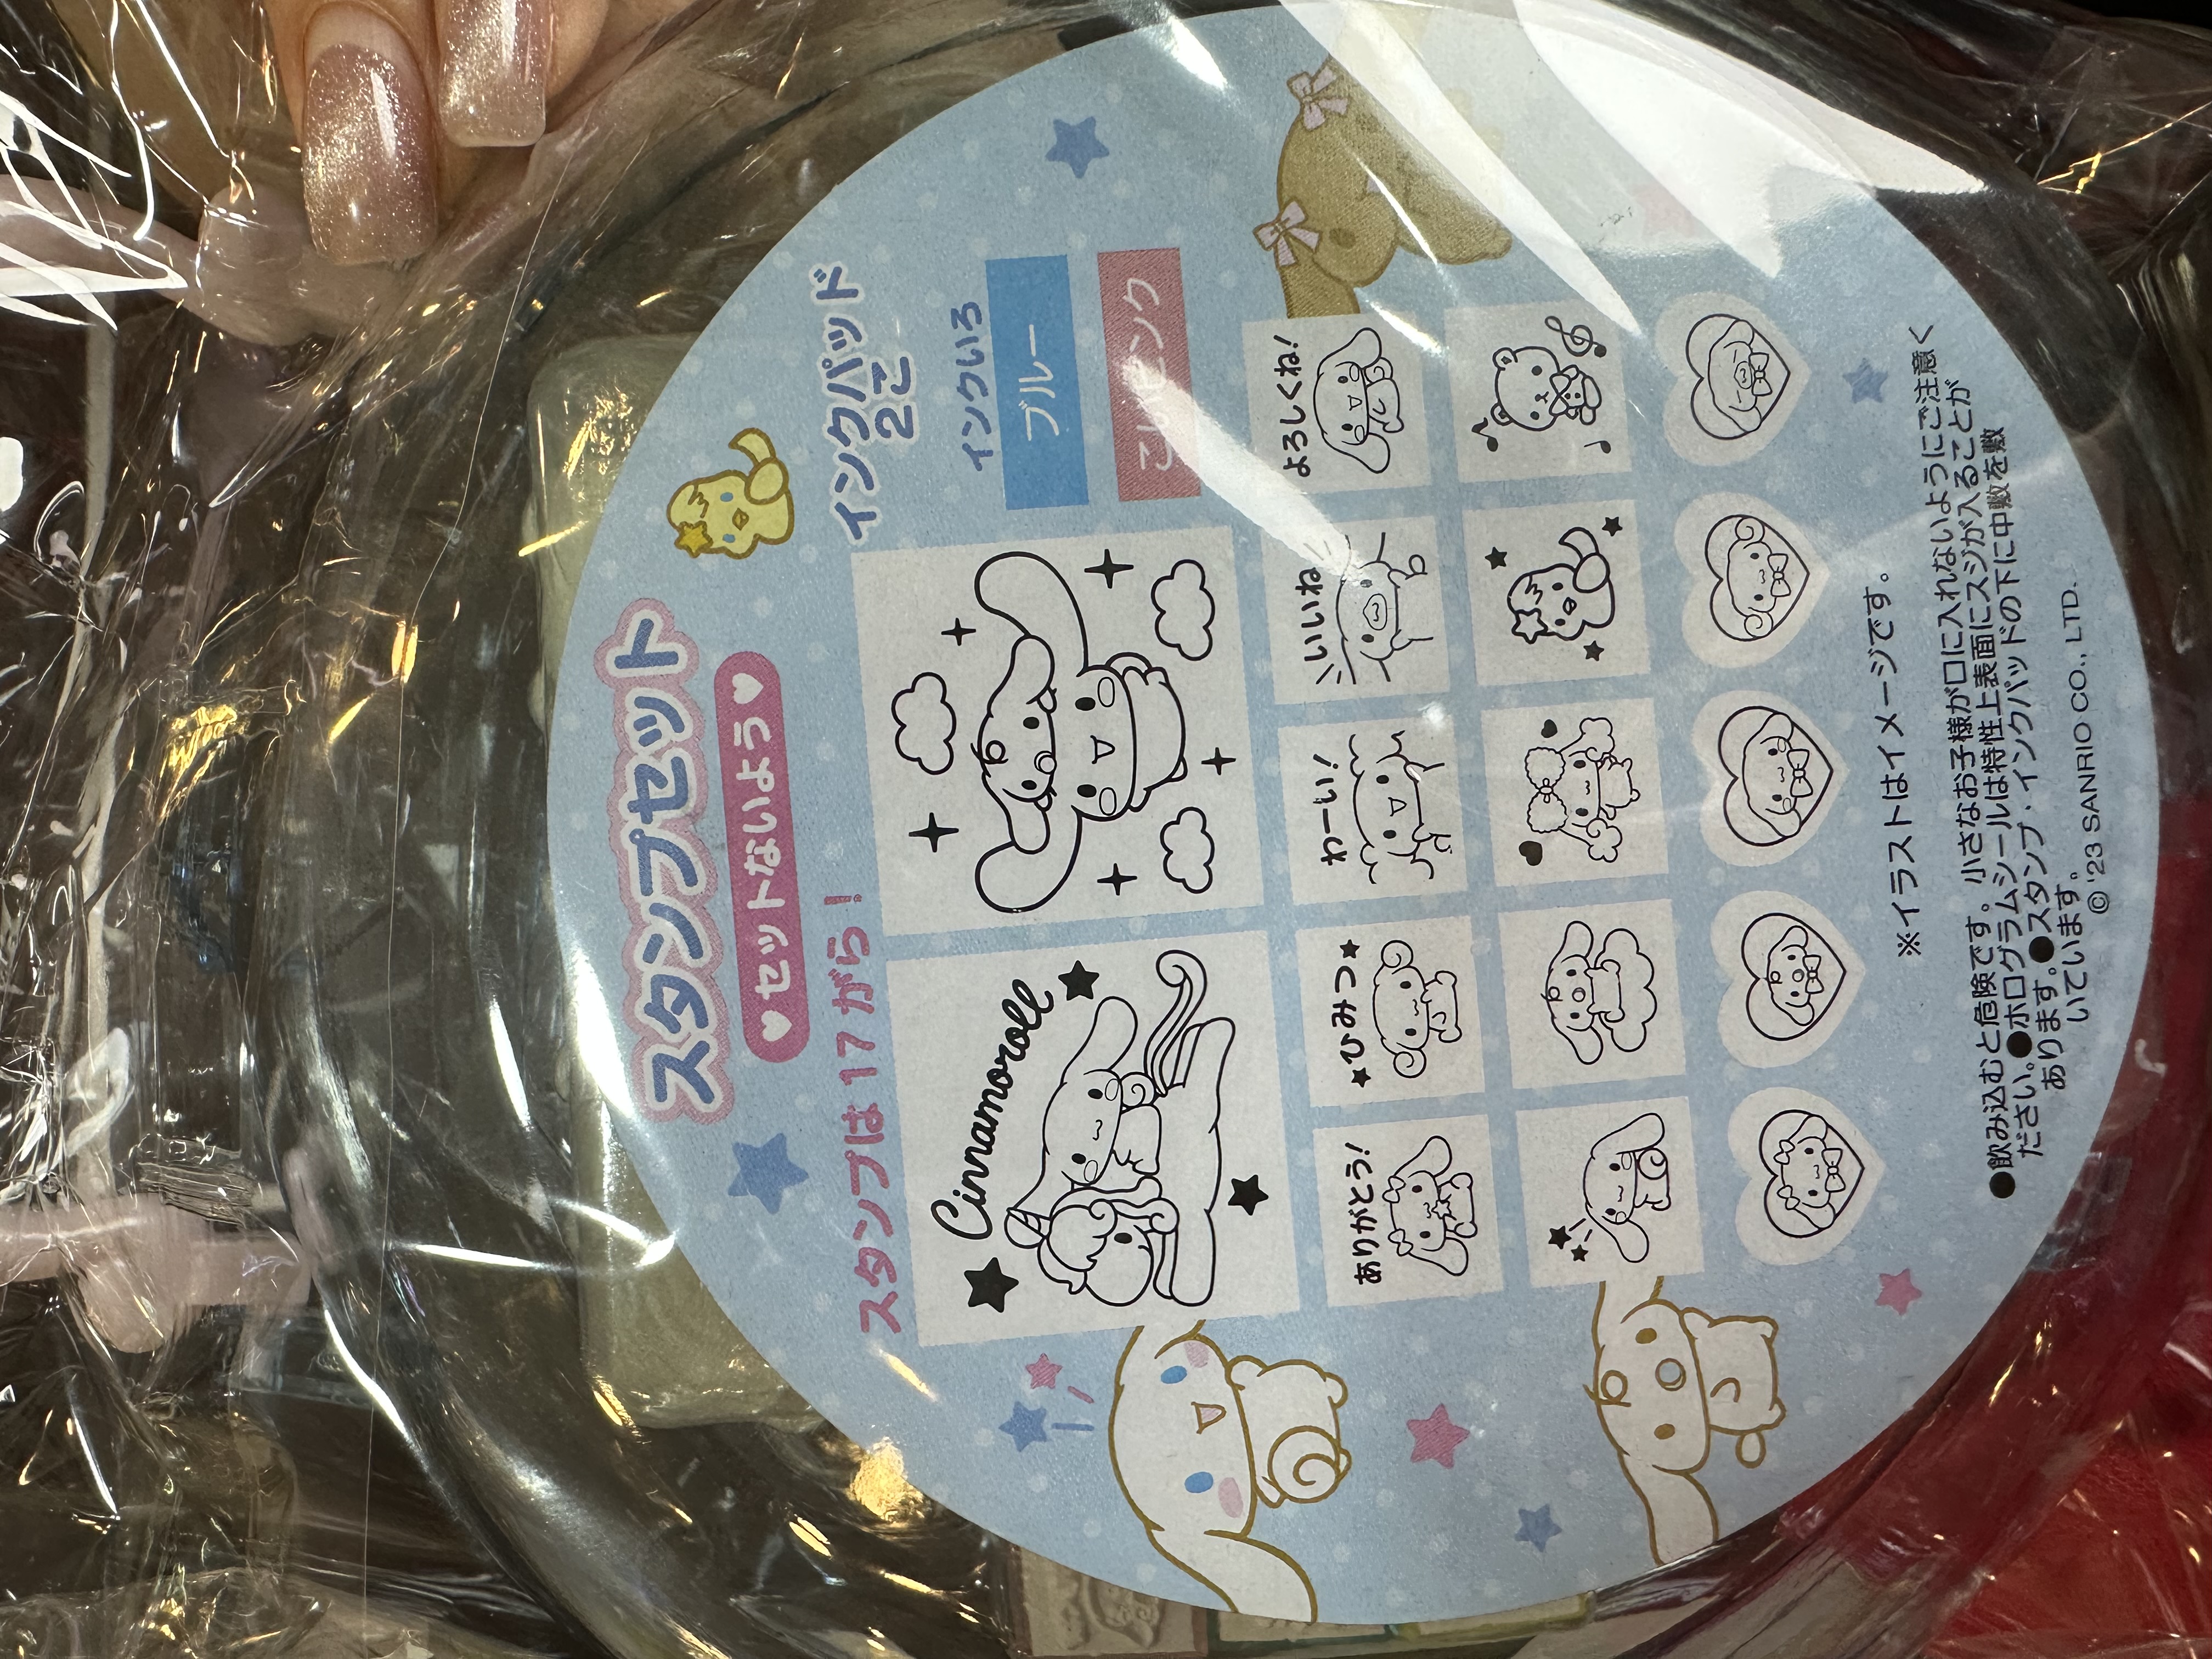 スタンプセット
♥セットないよう♥
スタンプは17がら!
インクパッド
2こ
インクいろ
ブルー
こいピンク
Cinnamoroll
ありがとう!
★ひみつ★
わーい!
いいね
よろしくね!
※イラストはイメージです。
●飲み込むと危険です。小さなお子様が口に入れないようにご注意く
ださい。●ホログラムシールは特性上表面にスジが入ることが
あります。●スタンプ・インクパッドの下に中敷を敷
いています。
© '23 SANRIO CO., LTD.